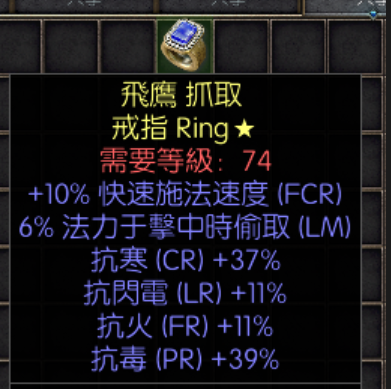 飛鷹 抓取
戒指 Ring★
需要等級: 74
+10% 快速施法速度 (FCR)
6% 法力于擊中時偷取 (LM)
抗寒 (CR) +37%
抗閃電 (LR) +11%
抗火 (FR) +11%
抗毒 (PR) +39%